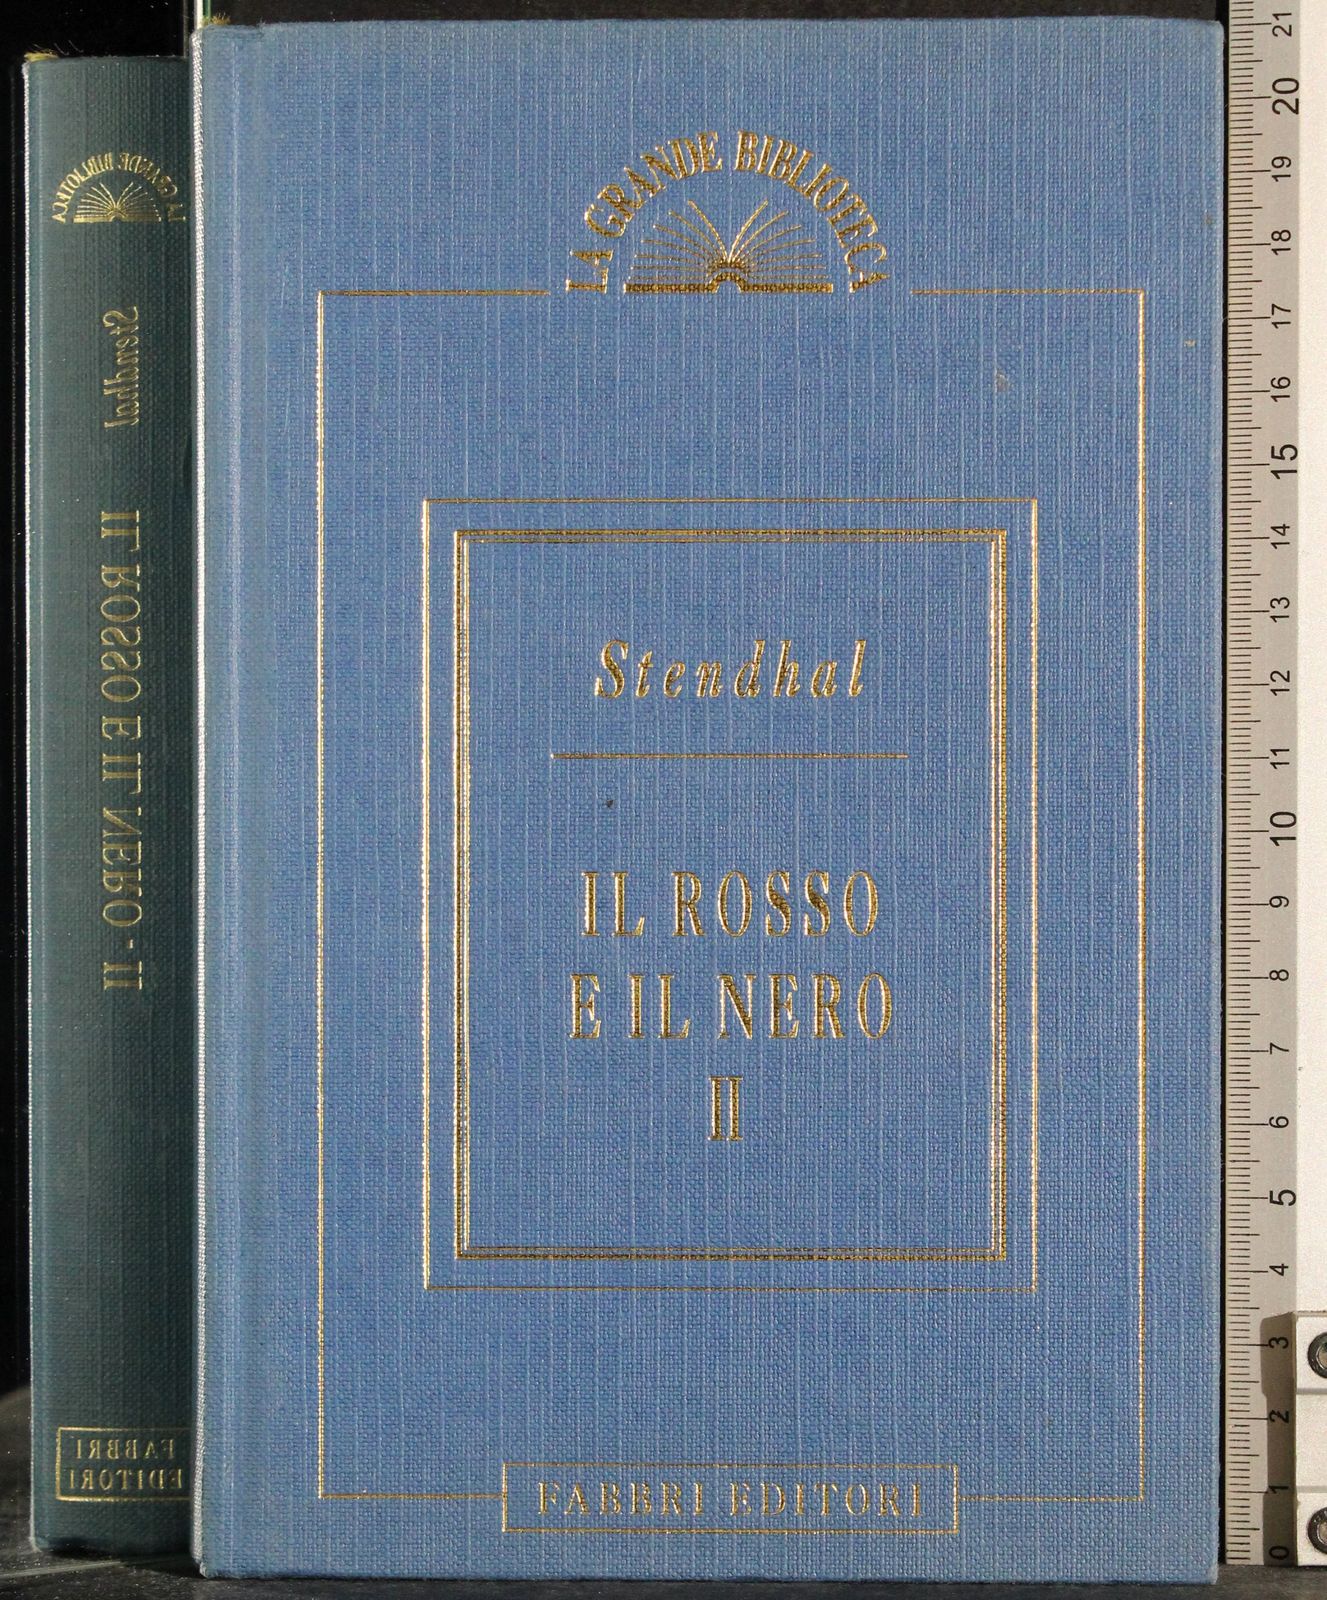 LA GRANDE BIBLIOTECA
Stendhal
IL ROSSO
E IL NERO
II
FABBRI EDITORI
LA GRANDE BIBLIOTECA
Stendhal IL ROSSO E IL NERO - II
FABBRI
EDITORI
21
20
19
18
17
16
15
14
13
12
11
10
9
8
7
6
5
4
3
2
1
0